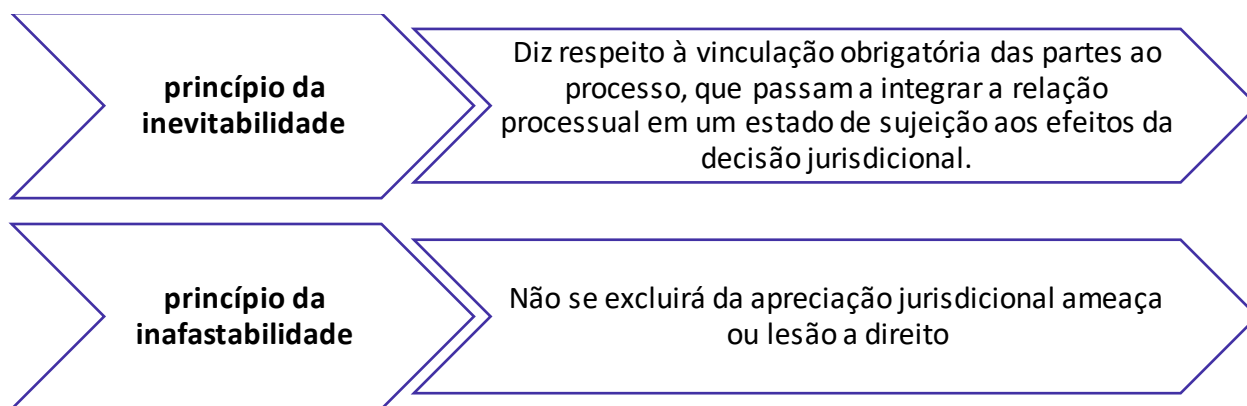 princípio da
inevitabilidade
Diz respeito à vinculação obrigatória das partes ao
processo, que passam a integrar a relação
processual em um estado de sujeição aos efeitos da
decisão jurisdicional.
princípio da
inafastabilidade
Não se excluirá da apreciação jurisdicional ameaça
ou lesão a direito